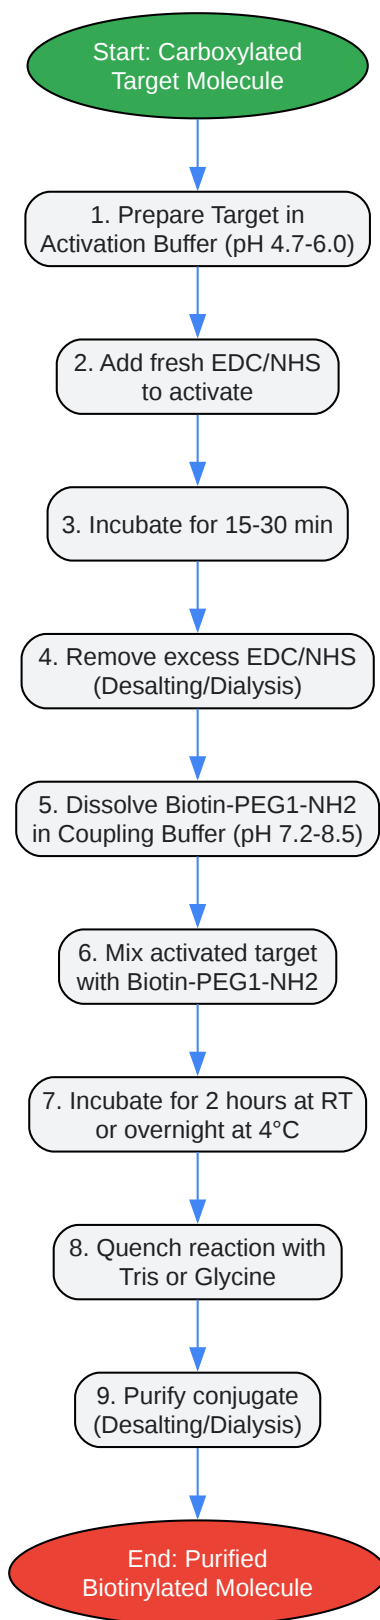 Start: Carboxylated
Target Molecule
1. Prepare Target in
Activation Buffer (pH 4.7-6.0)
2. Add fresh EDC/NHS
to activate
3. Incubate for 15-30 min
4. Remove excess EDC/NHS
(Desalting/Dialysis)
5. Dissolve Biotin-PEG1-NH2
in Coupling Buffer (pH 7.2-8.5)
6. Mix activated target
with Biotin-PEG1-NH2
7. Incubate for 2 hours at RT
or overnight at 4°C
8. Quench reaction with
Tris or Glycine
9. Purify conjugate
(Desalting/Dialysis)
End: Purified
Biotinylated Molecule